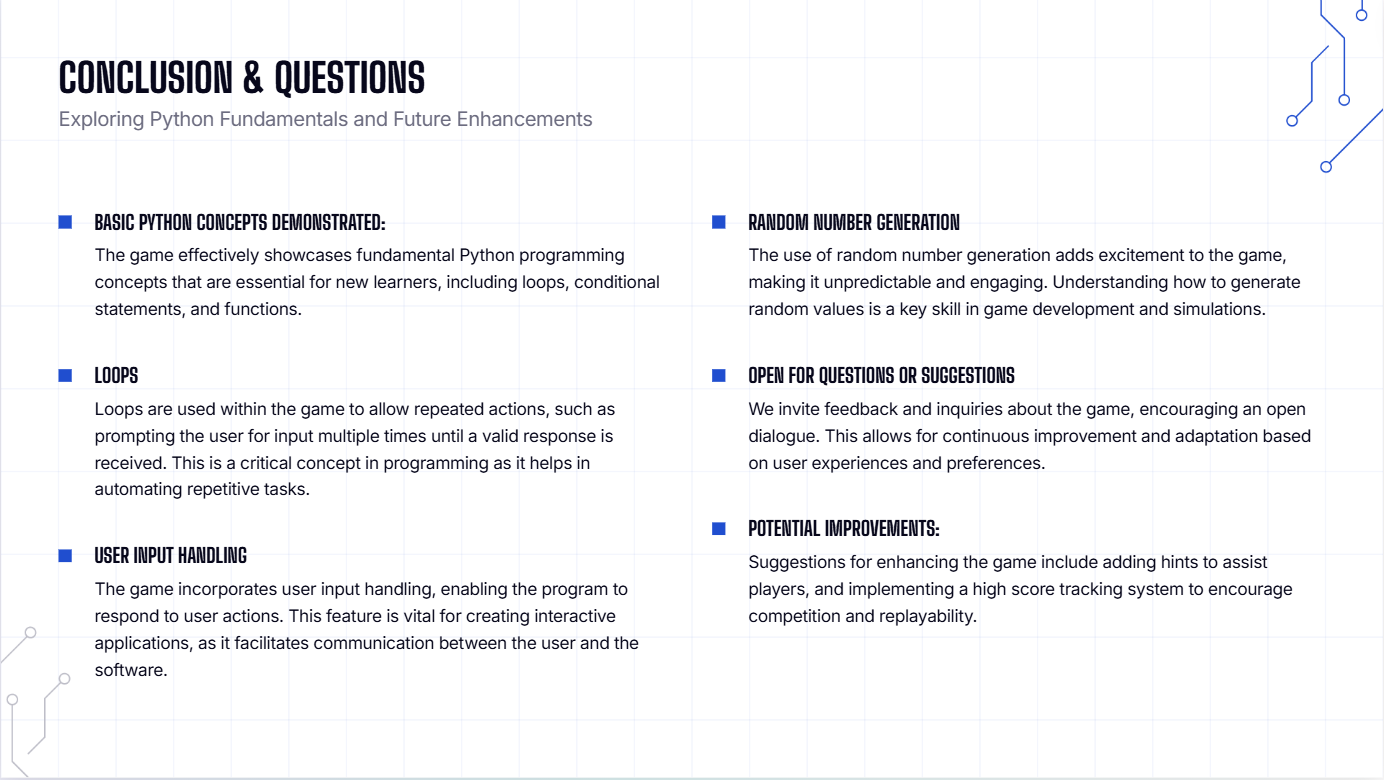 CONCLUSION & QUESTIONS
Exploring Python Fundamentals and Future Enhancements
BASIC PYTHON CONCEPTS DEMONSTRATED:
The game effectively showcases fundamental Python programming
concepts that are essential for new learners, including loops, conditional
statements, and functions.
LOOPS
Loops are used within the game to allow repeated actions, such as
prompting the user for input multiple times until a valid response is
received. This is a critical concept in programming as it helps in
automating repetitive tasks.
USER INPUT HANDLING
The game incorporates user input handling, enabling the program to
respond to user actions. This feature is vital for creating interactive
applications, as it facilitates communication between the user and the
software.
RANDOM NUMBER GENERATION
The use of random number generation adds excitement to the game,
making it unpredictable and engaging. Understanding how to generate
random values is a key skill in game development and simulations.
OPEN FOR QUESTIONS OR SUGGESTIONS
We invite feedback and inquiries about the game, encouraging an open
dialogue. This allows for continuous improvement and adaptation based
on user experiences and preferences.
POTENTIAL IMPROVEMENTS:
Suggestions for enhancing the game include adding hints to assist
players, and implementing a high score tracking system to encourage
competition and replayability.